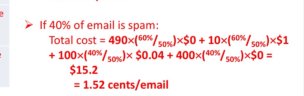 ➢ If 40% of email is spam:
Total cost = 490×(60%/50%)×$0 + 10×(60%/50%)×$1
+ 100×(40%/50%)× $0.04 + 400×(40%/50%)×$0 =
$15.2
= 1.52 cents/email